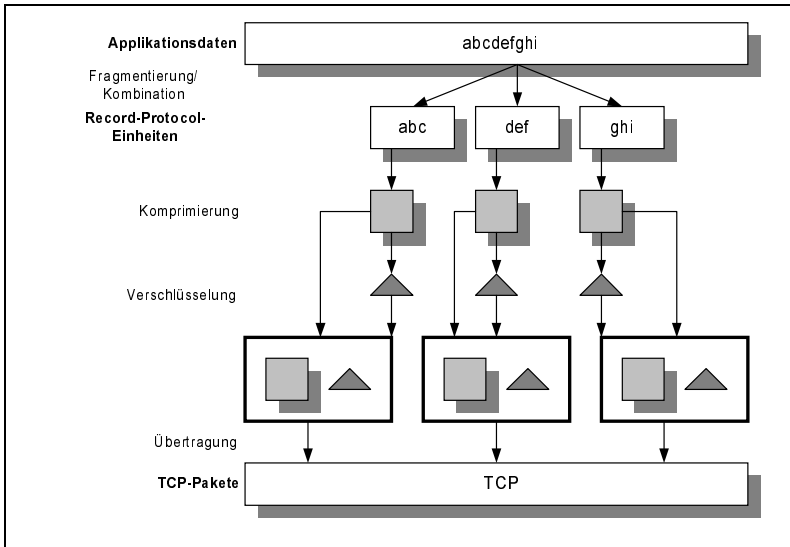 Applikationsdaten
abcdefghi
Fragmentierung/
Kombination
Record-Protocol-
Einheiten
abc
def
ghi
Komprimierung
Verschlüsselung
Übertragung
TCP-Pakete
TCP